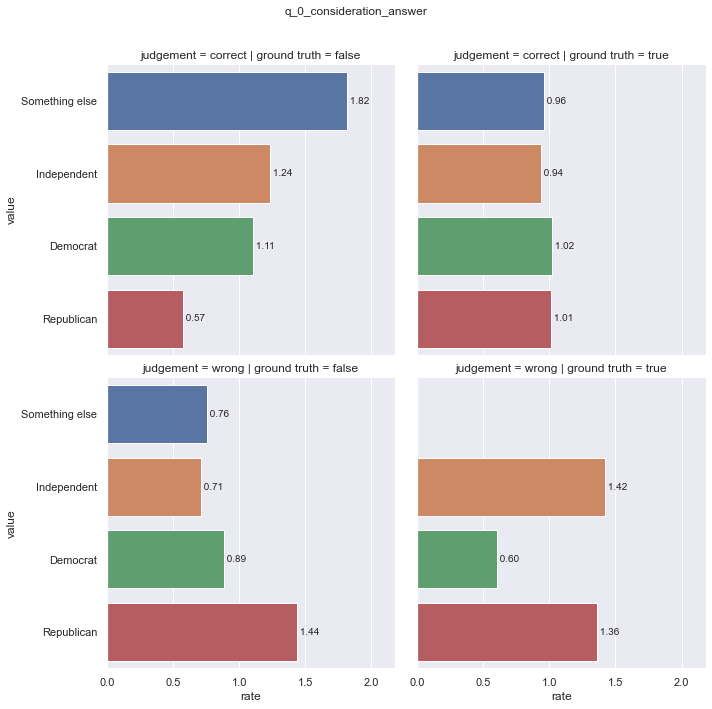 q_0_consideration_answer
judgement = correct | ground truth = false
judgement = correct | ground truth = true
value
Something else
1.82
0.96
Independent
1.24
0.94
Democrat
1.11
1.02
Republican
0.57
1.01
judgement = wrong | ground truth = false
judgement = wrong | ground truth = true
value
Something else
0.76
Independent
0.71
1.42
Democrat
0.89
0.60
Republican
1.44
1.36
0.0 0.5 1.0 1.5 2.0
0.0 0.5 1.0 1.5 2.0
rate
rate